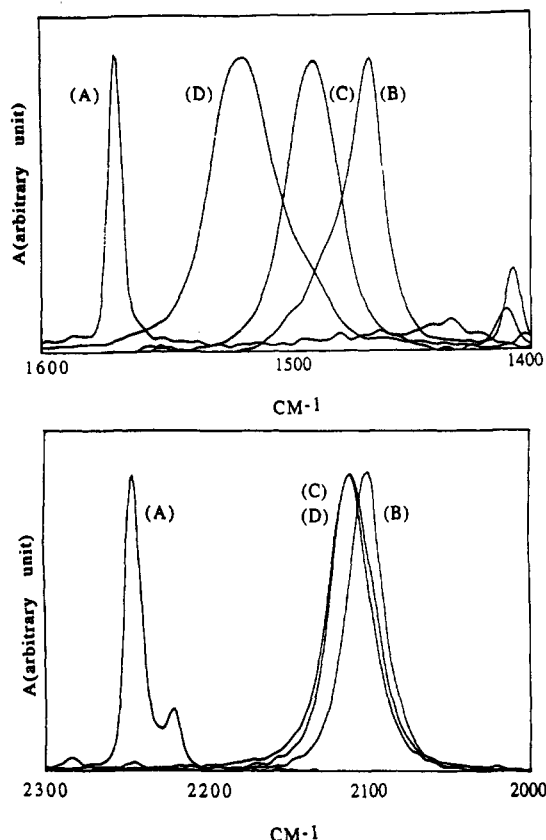 A(arbitrary unit)
(A)
(D)
(C)
(B)
1600
1500
1400
CM-1
A(arbitrary unit)
(A)
(C)
(D)
(B)
2300
2200
2100
2000
CM-1